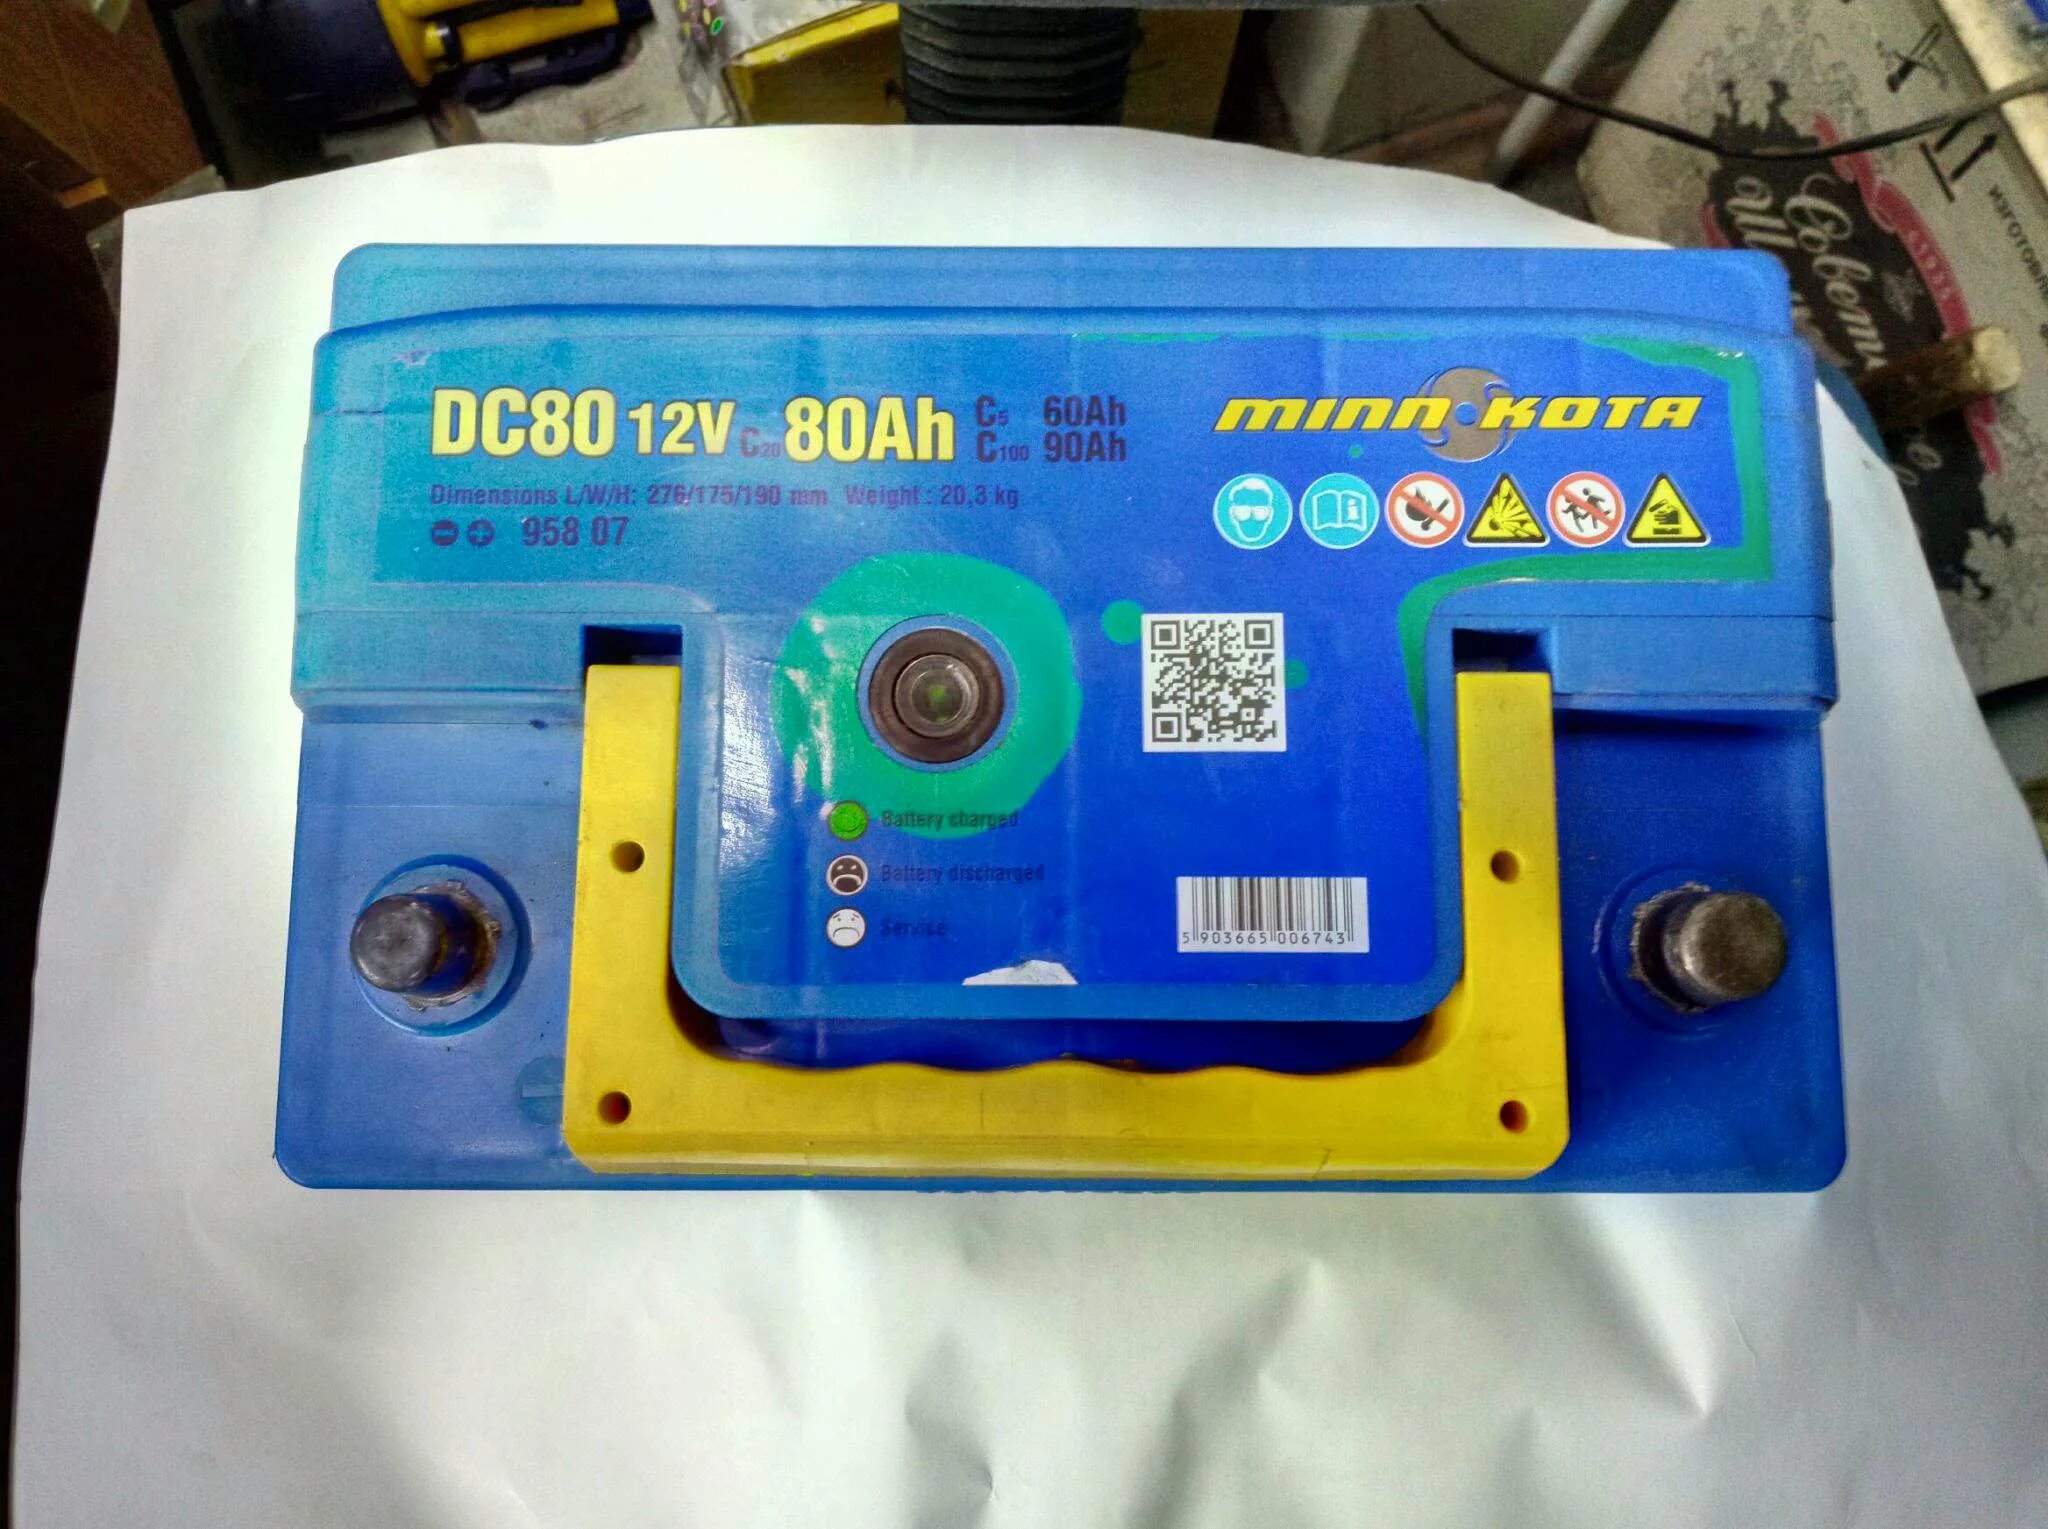 DC80 12V C20 80Ah C5 60Ah
C100 90Ah
MINN KOTA
Dimensions L/W/H: 276/175/190 mm Weight : 20,3 kg
958 07
Battery charged
Battery discharged
Service
5 903665 006743